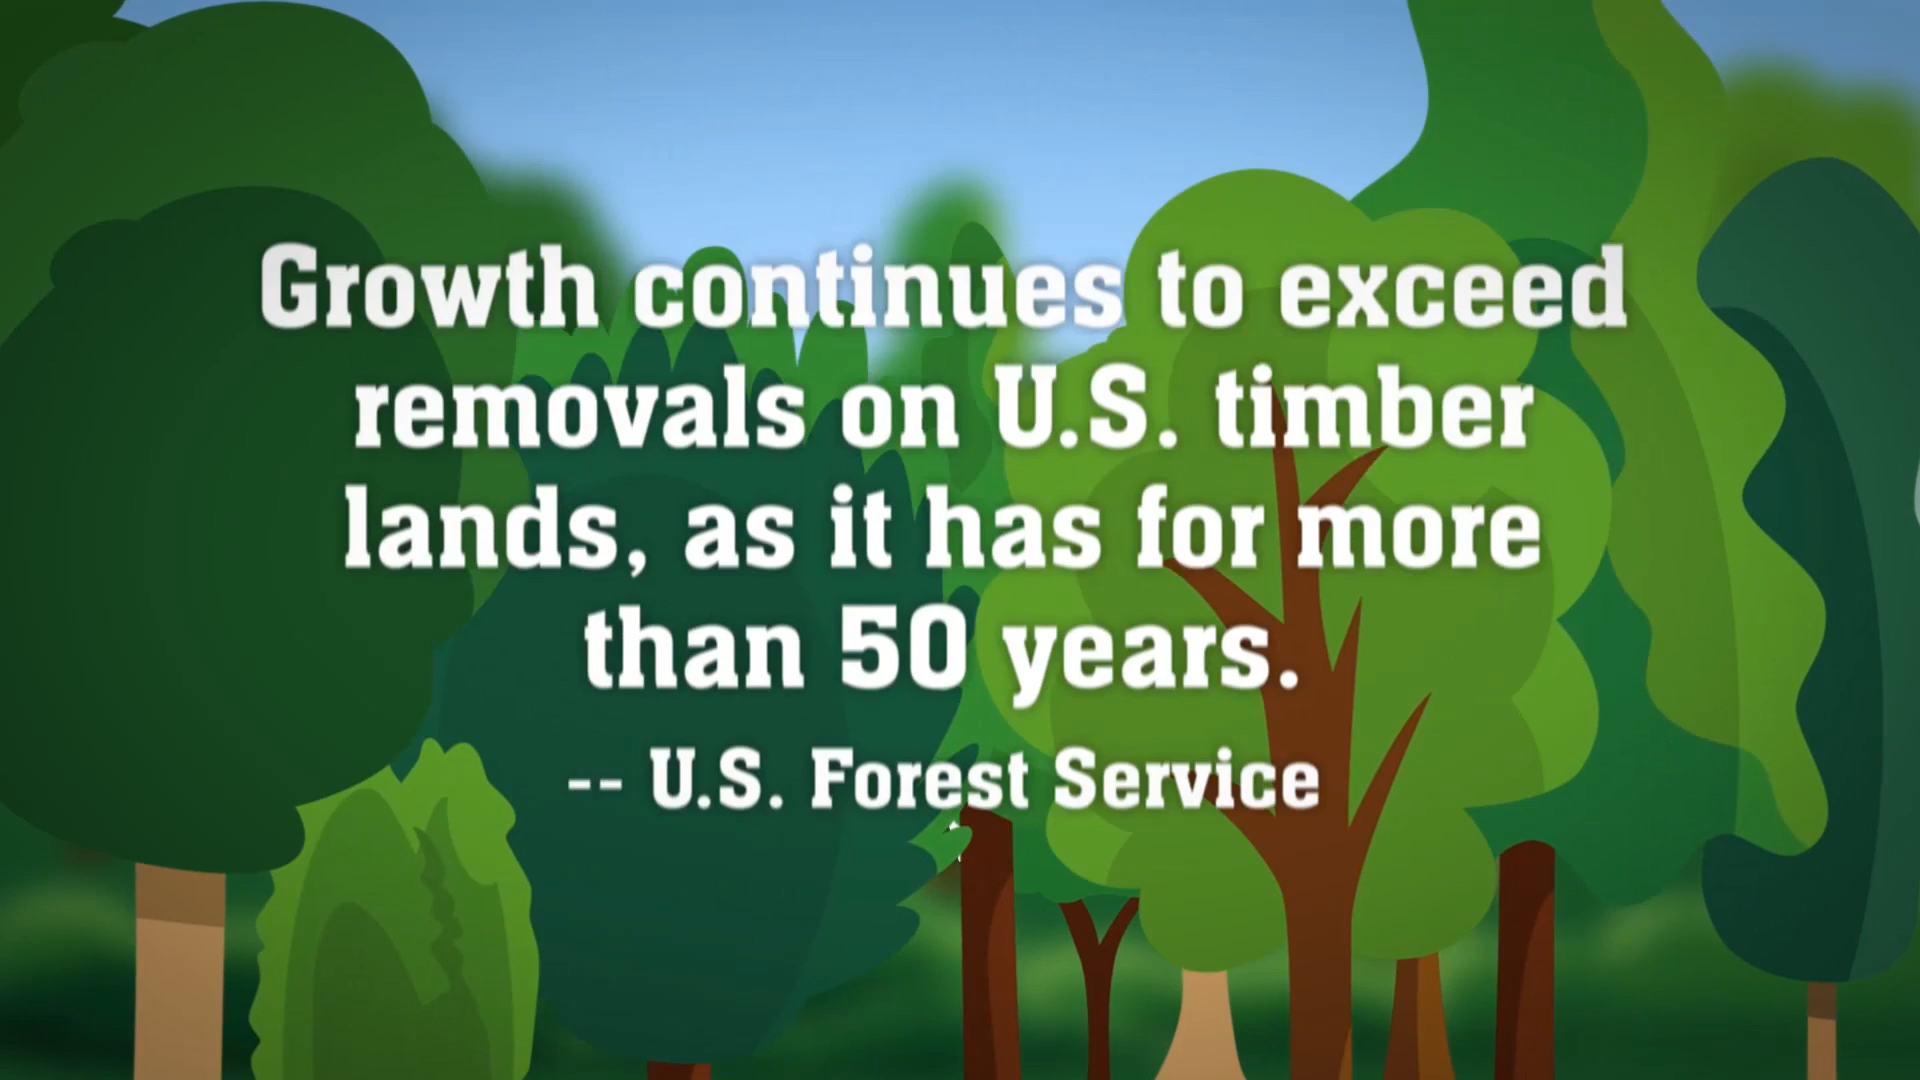 Growth continues to exceed
removals on U.S. timber
lands, as it has for more
than 50 years.
-- U.S. Forest Service